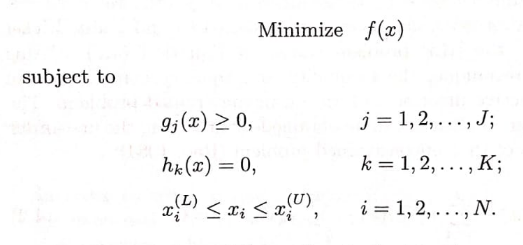 Minimize f(x)
subject to
g_j(x) ≥ 0, j = 1, 2, . . . , J;
h_k(x) = 0, k = 1, 2, . . . , K;
x_i^(L) ≤ x_i ≤ x_i^(U), i = 1, 2, . . . , N.